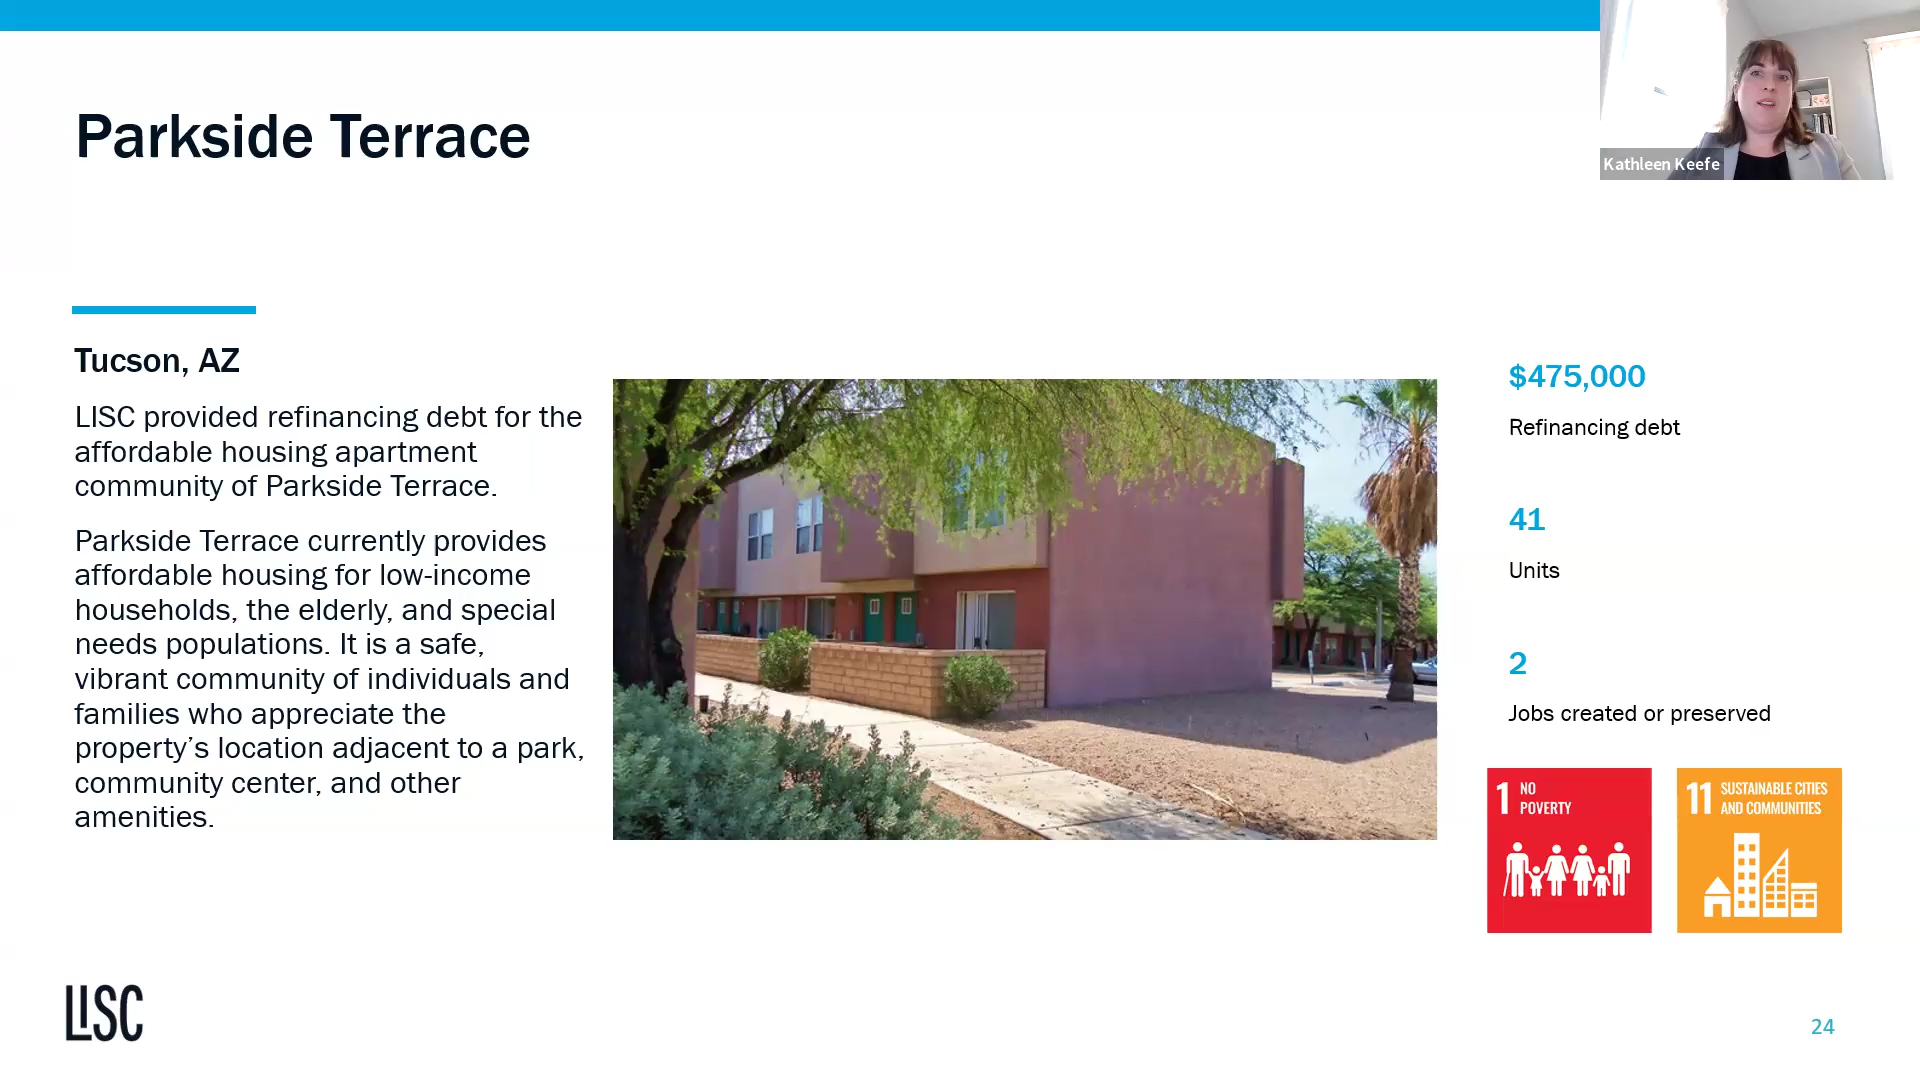 Kathleen Keefe
Parkside Terrace
Tucson, AZ
LISC provided refinancing debt for the
affordable housing apartment
community of Parkside Terrace.
Parkside Terrace currently provides
affordable housing for low-income
households, the elderly, and special
needs populations. It is a safe,
vibrant community of individuals and
families who appreciate the
property’s location adjacent to a park,
community center, and other
amenities.
$475,000
Refinancing debt
41
Units
2
Jobs created or preserved
1 NO
POVERTY
11 SUSTAINABLE CITIES
AND COMMUNITIES
LISC
24